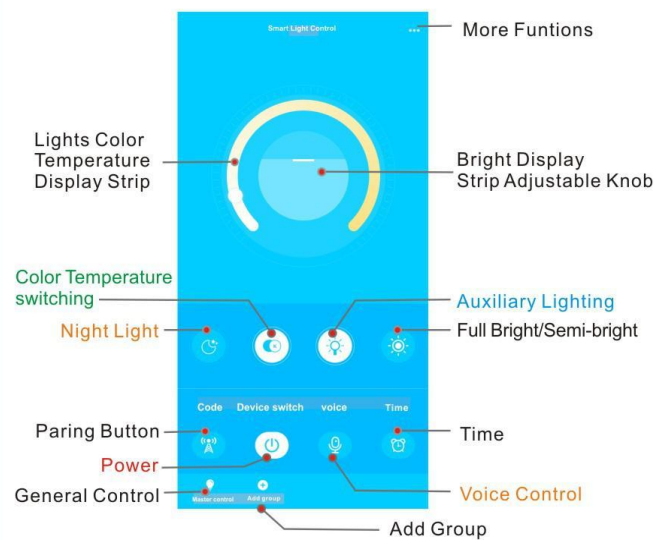 Smart Light Control
More Funtions
Lights Color
Temperature
Display Strip
Bright Display
Strip Adjustable Knob
Color Temperature
switching
Auxiliary Lighting
Night Light
Full Bright/Semi-bright
Code Device switch voice Time
Paring Button
Time
Power
General Control
Voice Control
Master control Add group
Add Group